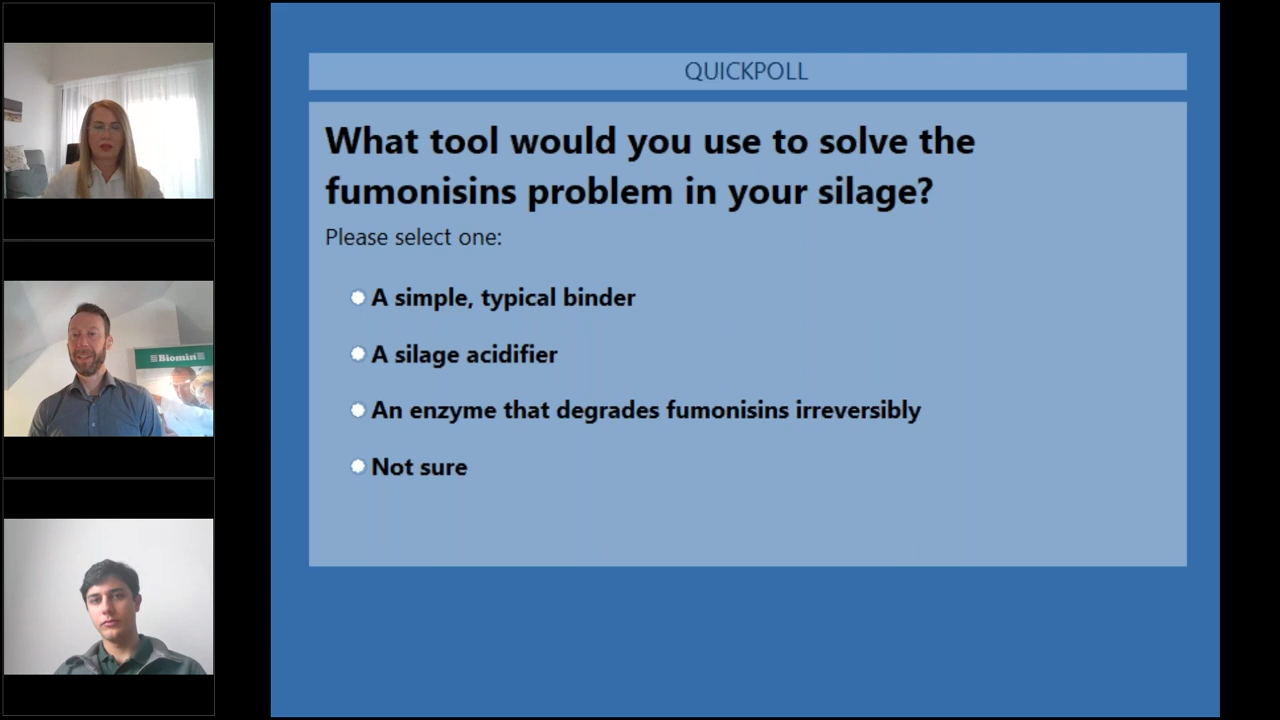 QUICKPOLL
What tool would you use to solve the
fumonisins problem in your silage?
Please select one:
A simple, typical binder
A silage acidifier
An enzyme that degrades fumonisins irreversibly
Not sure
Biomin